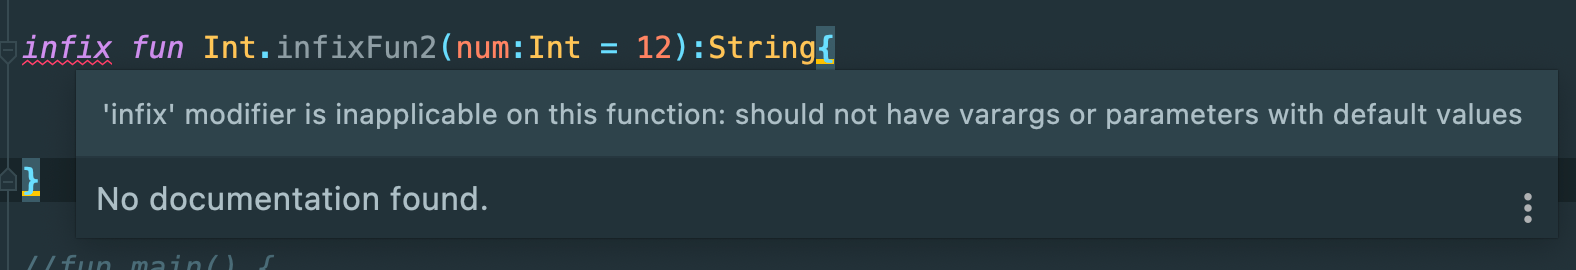 infix fun Int.infixFun2(num:Int = 12):String{
'infix' modifier is inapplicable on this function: should not have varargs or parameters with default values
}
No documentation found.
//fun main() {